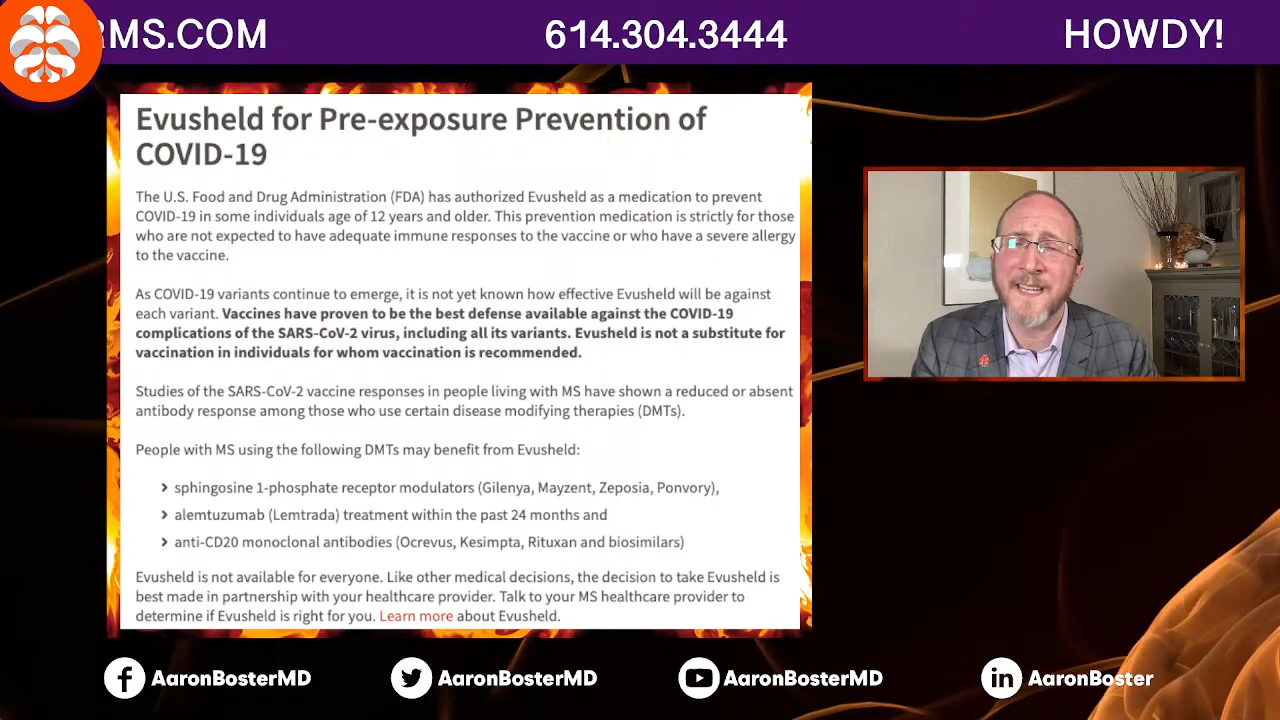 RMS.COM
614.304.3444
HOWDY!
Evusheld for Pre-exposure Prevention of
COVID-19
The U.S. Food and Drug Administration (FDA) has authorized Evusheld as a medication to prevent
COVID-19 in some individuals age of 12 years and older. This prevention medication is strictly for those
who are not expected to have adequate immune responses to the vaccine or who have a severe allergy
to the vaccine.
As COVID-19 variants continue to emerge, it is not yet known how effective Evusheld will be against
each variant. Vaccines have proven to be the best defense available against the COVID-19
complications of the SARS-CoV-2 virus, including all its variants. Evusheld is not a substitute for
vaccination in individuals for whom vaccination is recommended.
Studies of the SARS-CoV-2 vaccine responses in people living with MS have shown a reduced or absent
antibody response among those who use certain disease modifying therapies (DMTs).
People with MS using the following DMTs may benefit from Evusheld:
sphingosine 1-phosphate receptor modulators (Gilenya, Mayzent, Zeposia, Ponvory),
alemtuzumab (Lemtrada) treatment within the past 24 months and
anti-CD20 monoclonal antibodies (Ocrevus, Kesimpta, Rituxan and biosimilars)
Evusheld is not available for everyone. Like other medical decisions, the decision to take Evusheld is
best made in partnership with your healthcare provider. Talk to your MS healthcare provider to
determine if Evusheld is right for you. Learn more about Evusheld.
AaronBosterMD
AaronBosterMD
AaronBosterMD
AaronBoster